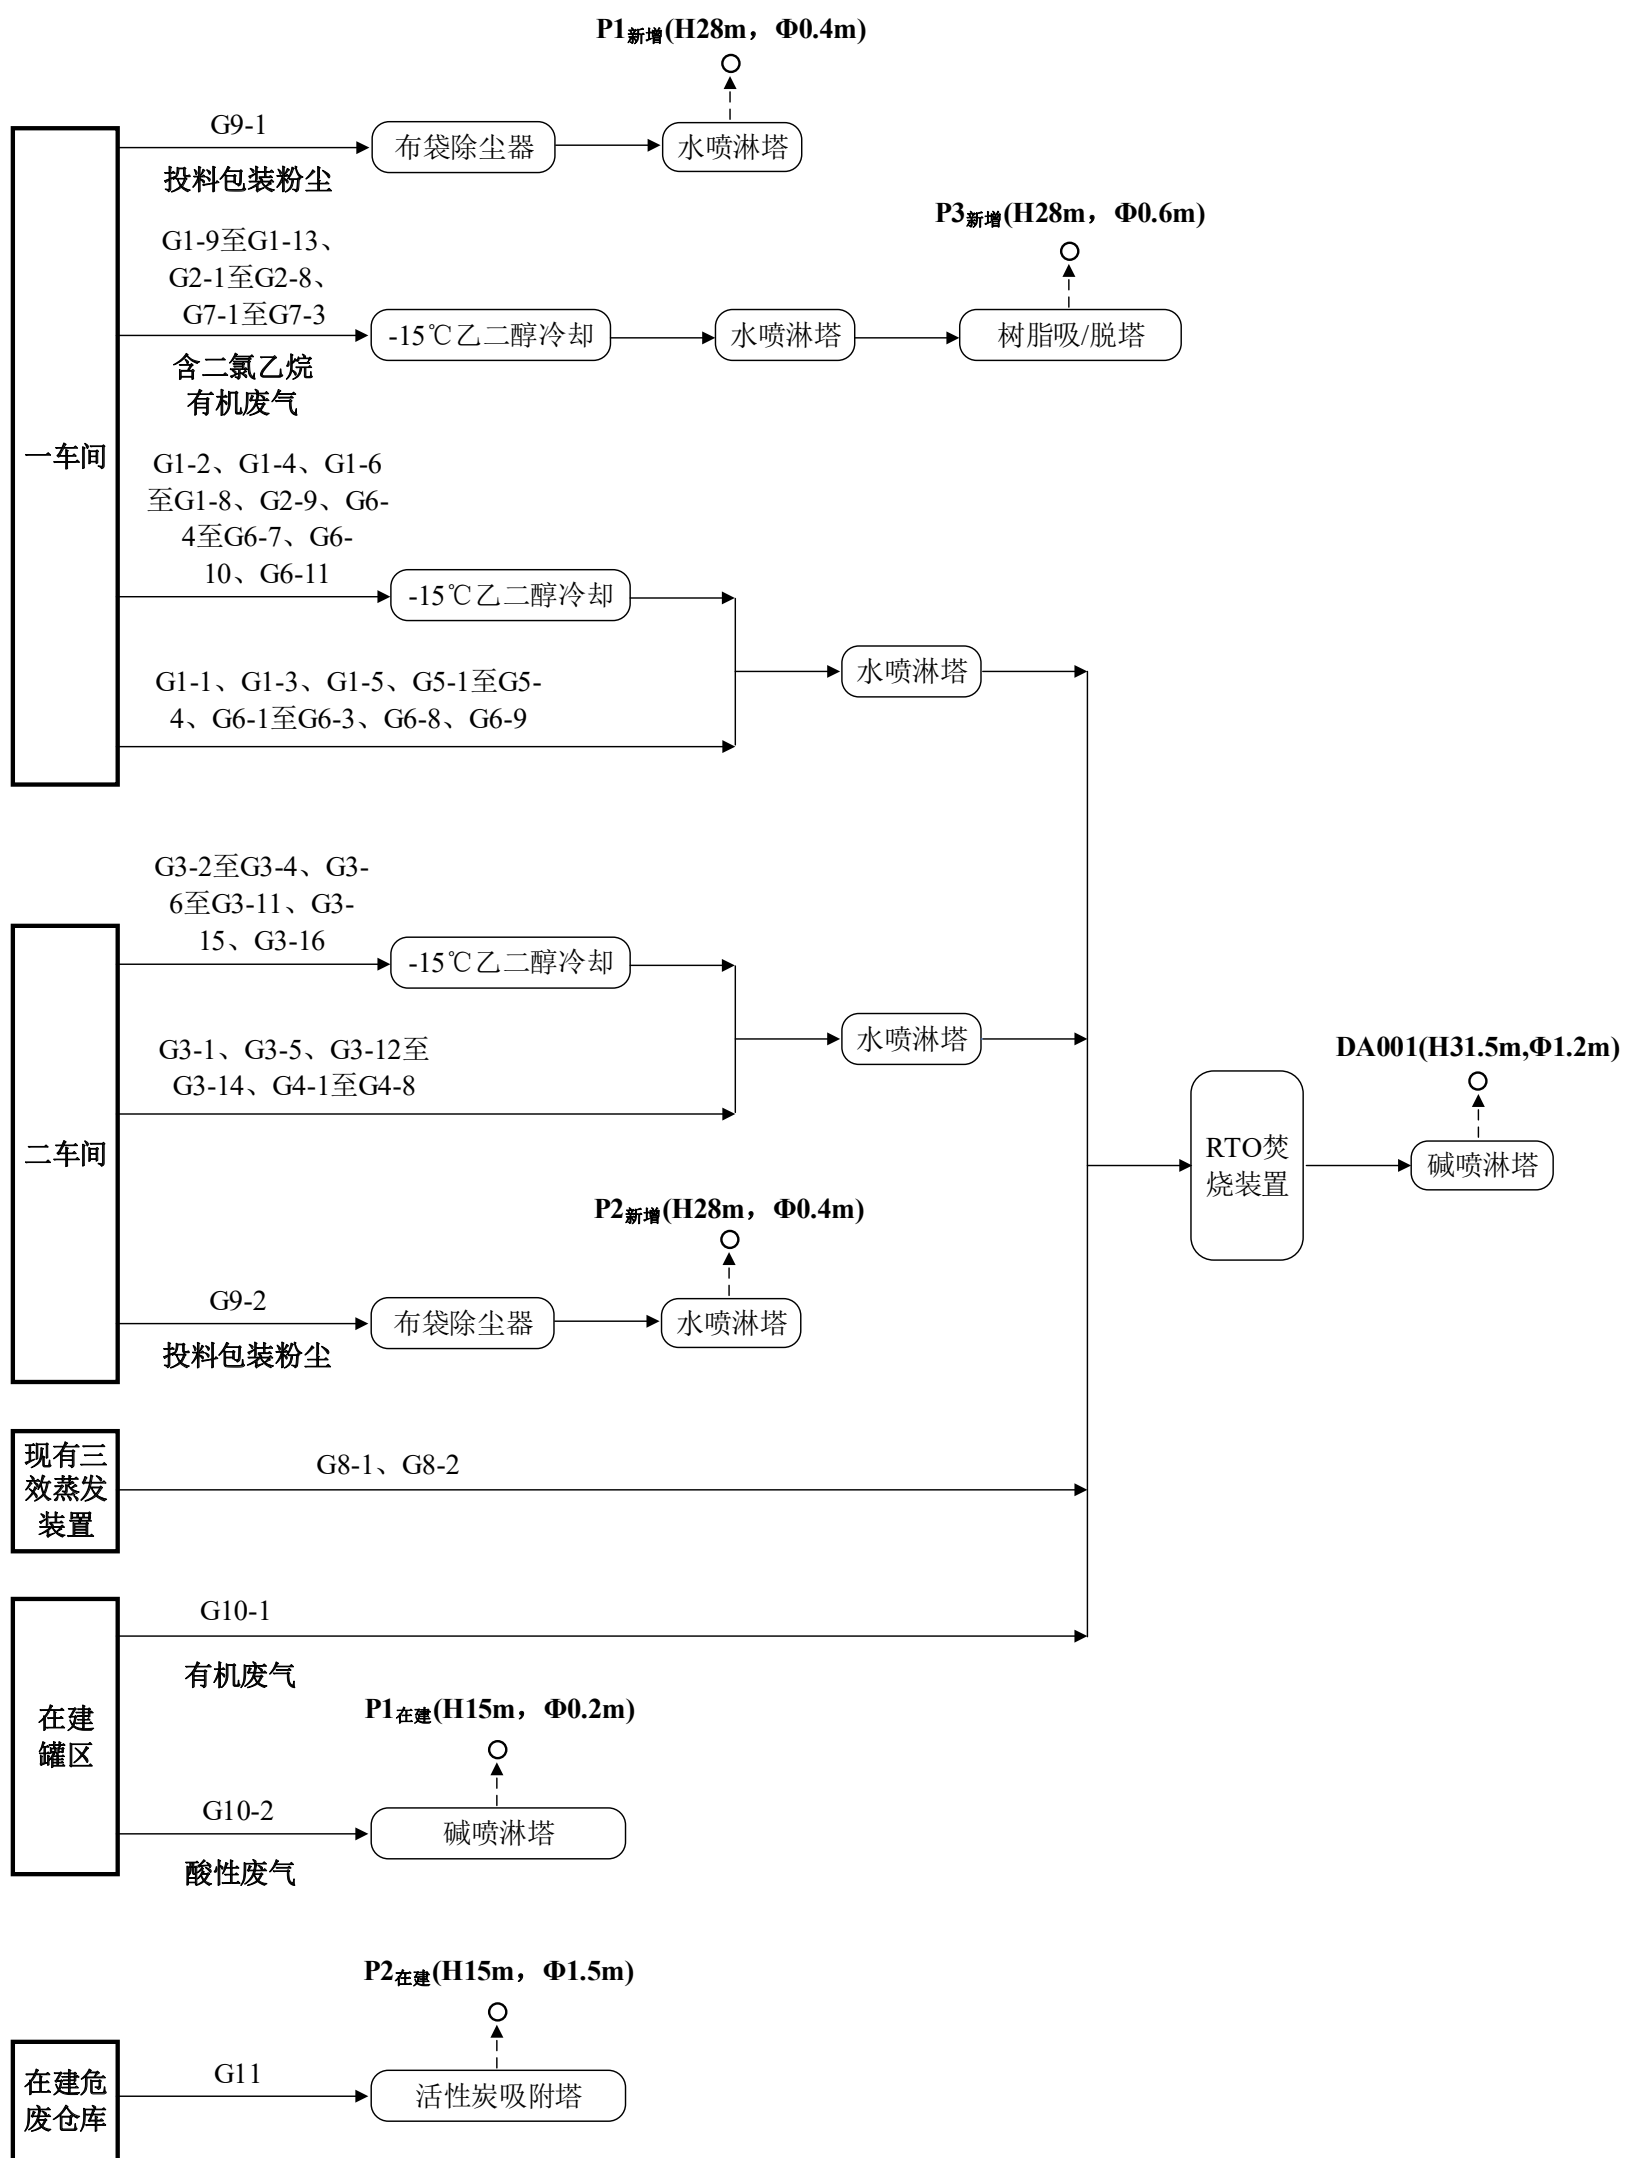 P1新增(H28m，Φ0.4m)
G9-1
布袋除尘器
水喷淋塔
投料包装粉尘
P3新增(H28m，Φ0.6m)
G1-9至G1-13、
G2-1至G2-8、
G7-1至G7-3
-15℃乙二醇冷却
水喷淋塔
树脂吸/脱塔
含二氯乙烷
有机废气
一车间
G1-2、G1-4、G1-6
至G1-8、G2-9、G6-
4至G6-7、G6-
10、G6-11
-15℃乙二醇冷却
水喷淋塔
G1-1、G1-3、G1-5、G5-1至G5-
4、G6-1至G6-3、G6-8、G6-9
G3-2至G3-4、G3-
6至G3-11、G3-
15、G3-16
-15℃乙二醇冷却
水喷淋塔
G3-1、G3-5、G3-12至
G3-14、G4-1至G4-8
DA001(H31.5m,Φ1.2m)
二车间
RTO焚
烧装置
碱喷淋塔
P2新增(H28m，Φ0.4m)
G9-2
布袋除尘器
水喷淋塔
投料包装粉尘
现有三
效蒸发
装置
G8-1、G8-2
G10-1
有机废气
在建
罐区
P1在建(H15m，Φ0.2m)
G10-2
碱喷淋塔
酸性废气
P2在建(H15m，Φ1.5m)
在建危
废仓库
G11
活性炭吸附塔